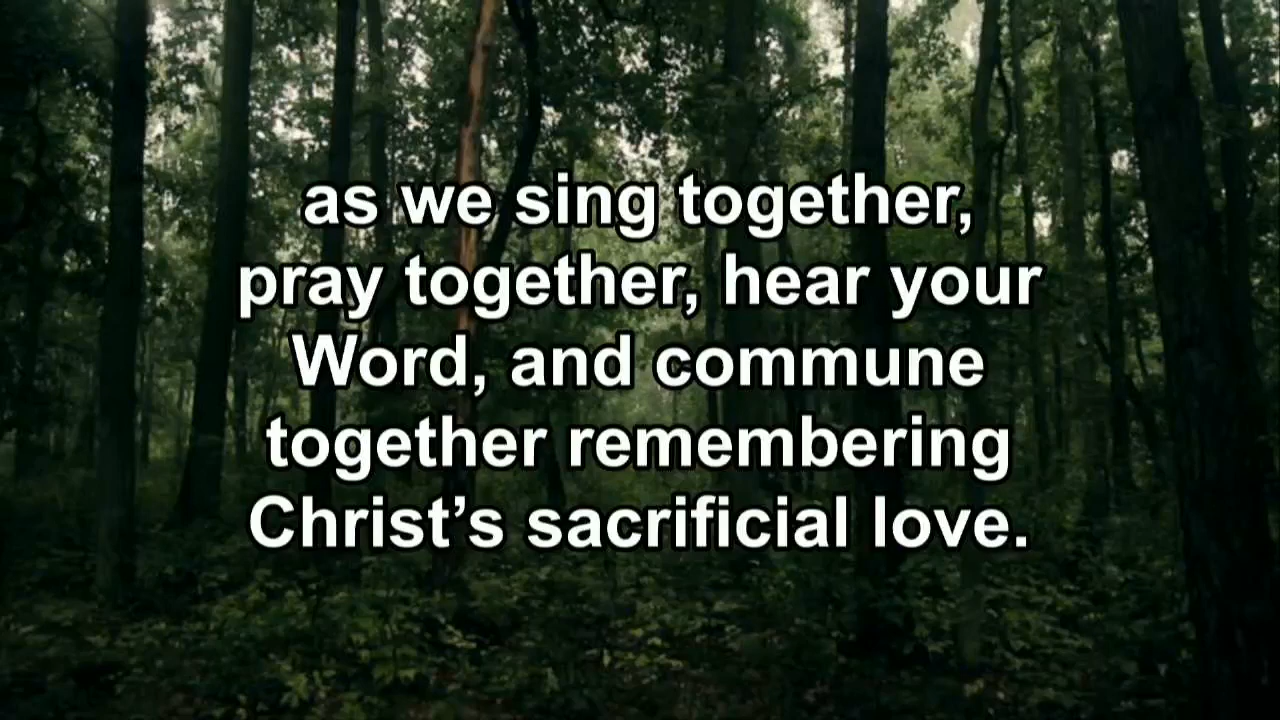 as we sing together,
pray together, hear your
Word, and commune
together remembering
Christ’s sacrificial love.